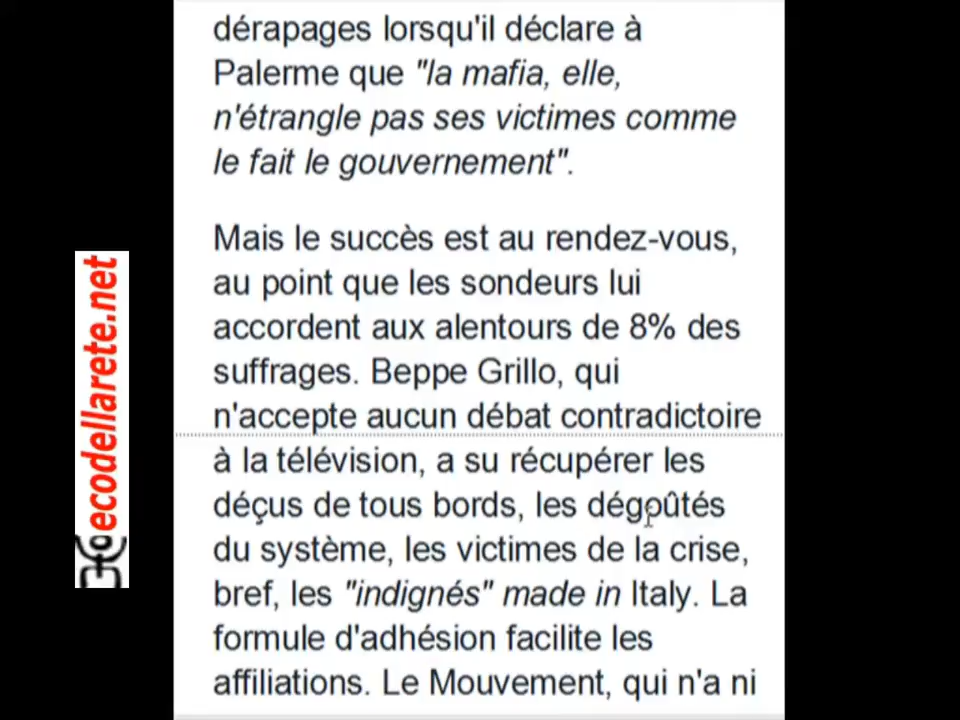 dérapages lorsqu'il déclare à
Palerme que "la mafia, elle,
n'étrangle pas ses victimes comme
le fait le gouvernement".
Mais le succès est au rendez-vous,
au point que les sondeurs lui
accordent aux alentours de 8% des
suffrages. Beppe Grillo, qui
n'accepte aucun débat contradictoire
à la télévision, a su récupérer les
déçus de tous bords, les dégoûtés
du système, les victimes de la crise,
bref, les "indignés" made in Italy. La
formule d'adhésion facilite les
affiliations. Le Mouvement, qui n'a ni
ecodellarete.net